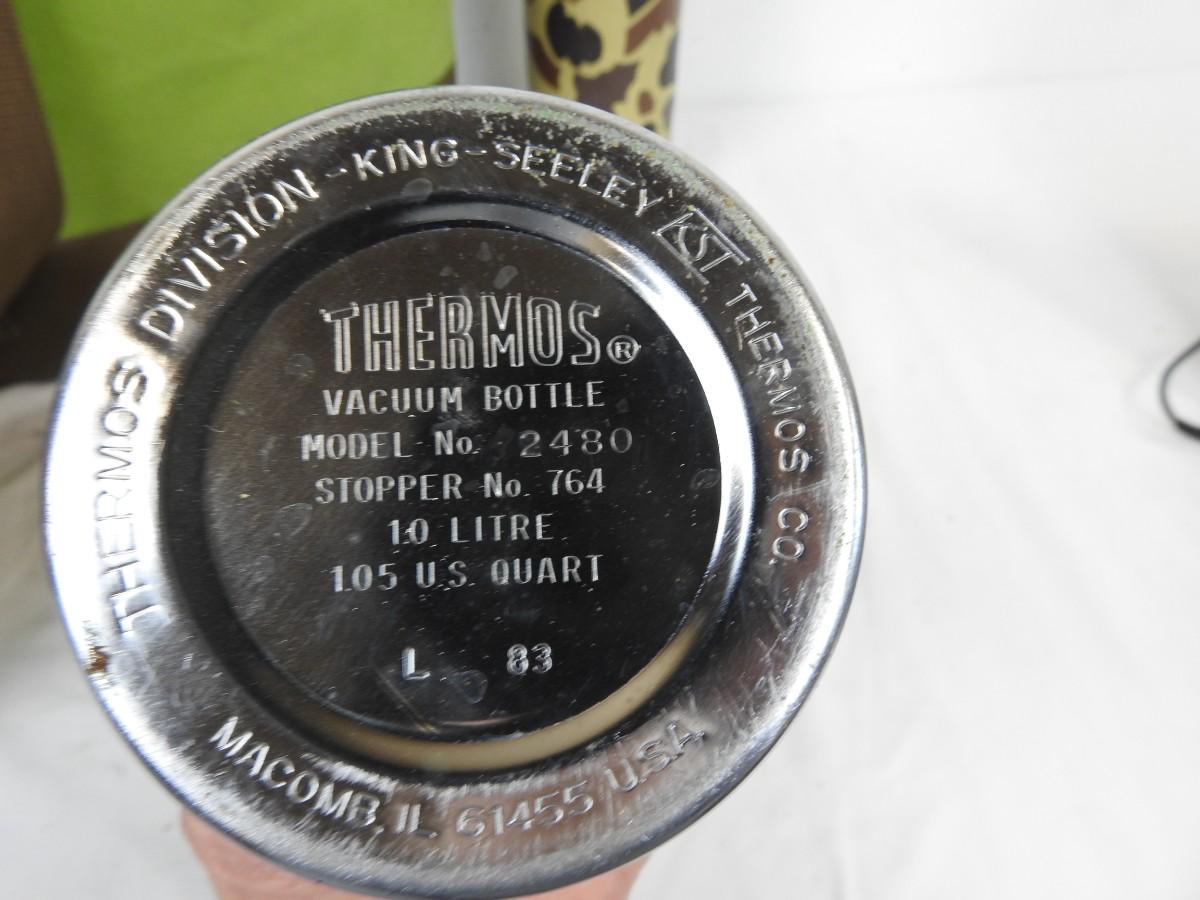 THERMOS DIVISION - KING - SEELEY KST THERMOS CO.
THERMOS®
VACUUM BOTTLE
MODEL No. 2480
STOPPER No. 764
1.0 LITRE
1.05 U.S. QUART
L 83
MACOMB, IL 61455 U.S.A.